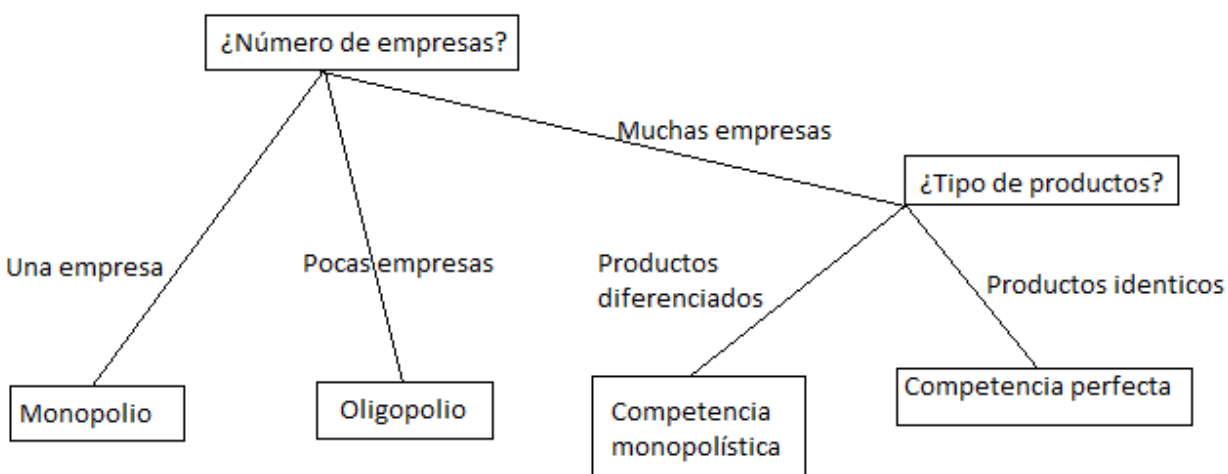 ¿Número de empresas?
Muchas empresas
¿Tipo de productos?
Una empresa
Pocas empresas
Productos
diferenciados
Productos identicos
Monopolio
Oligopolio
Competencia
monopolística
Competencia perfecta